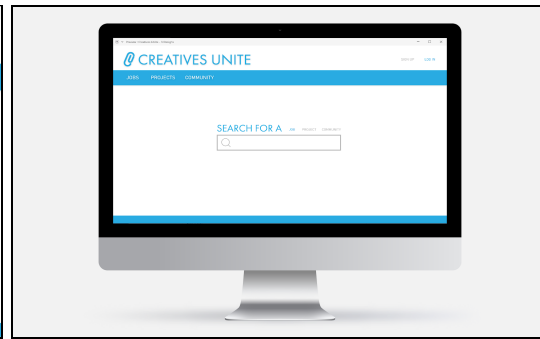 CREATIVES UNITE
SIGN UP LOG IN
JOBS PROJECTS COMMUNITY
SEARCH FOR A JOB PROJECT COMMUNITY